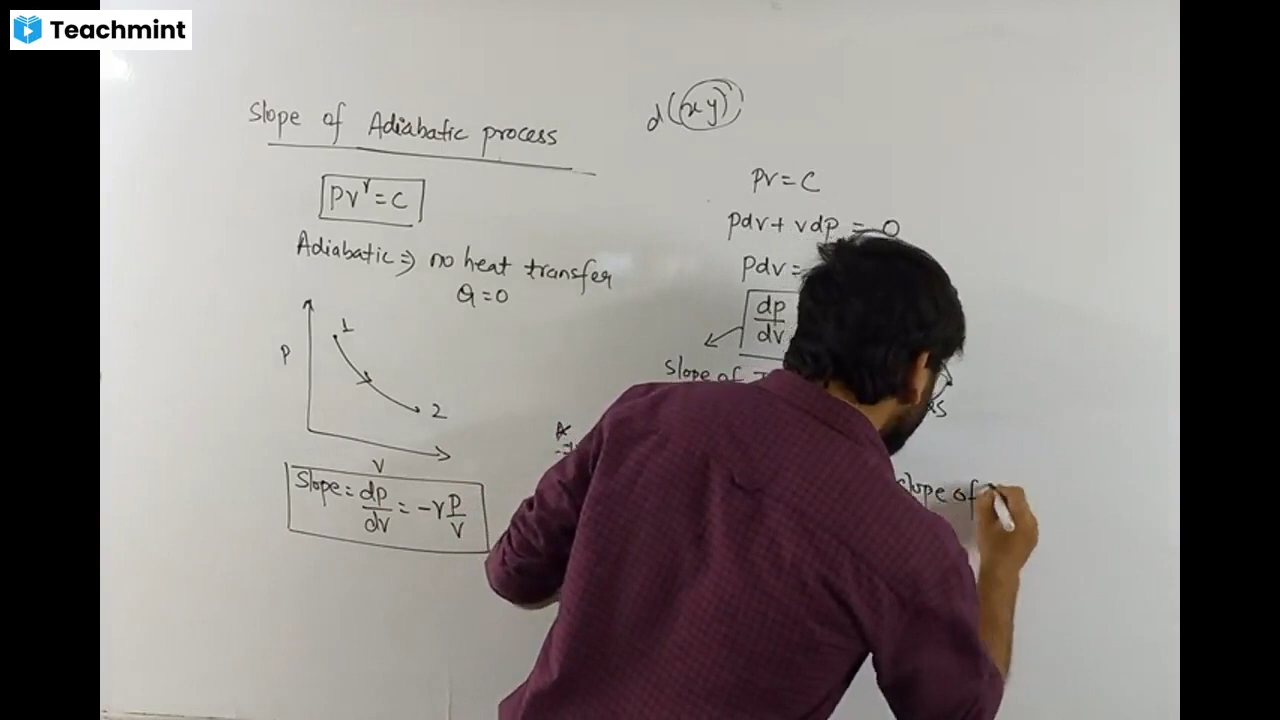 Teachmint
Slope of Adiabatic process
PV^γ = C
Adiabatic ⇒ no heat transfer
Q = 0
P
1
2
V
Slope = dp/dv = -γ P/V
d(xy)
PV = C
Pdv + vdp = 0
Pdv =
dp/dv
Slope of
slope of